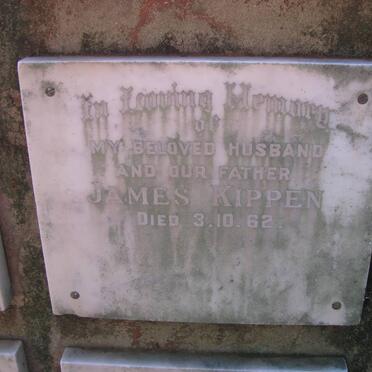 In Loving Memory
of
MY BELOVED HUSBAND
AND OUR FATHER
JAMES KIPPEN
DIED 3.10.62.